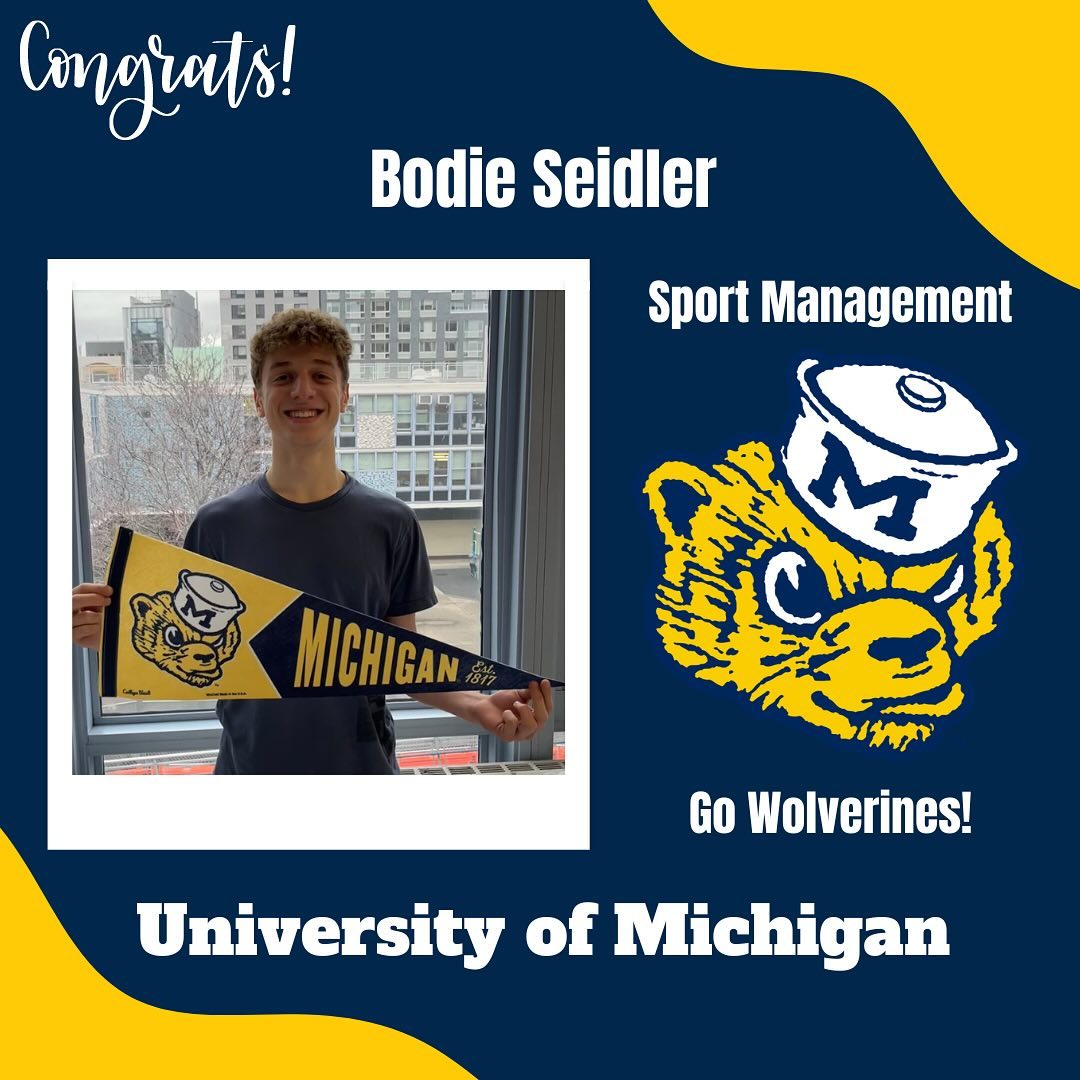 Congrats!
Bodie Seidler
Sport Management
M
M
MICHIGAN
Est.
1817
Go Wolverines!
University of Michigan